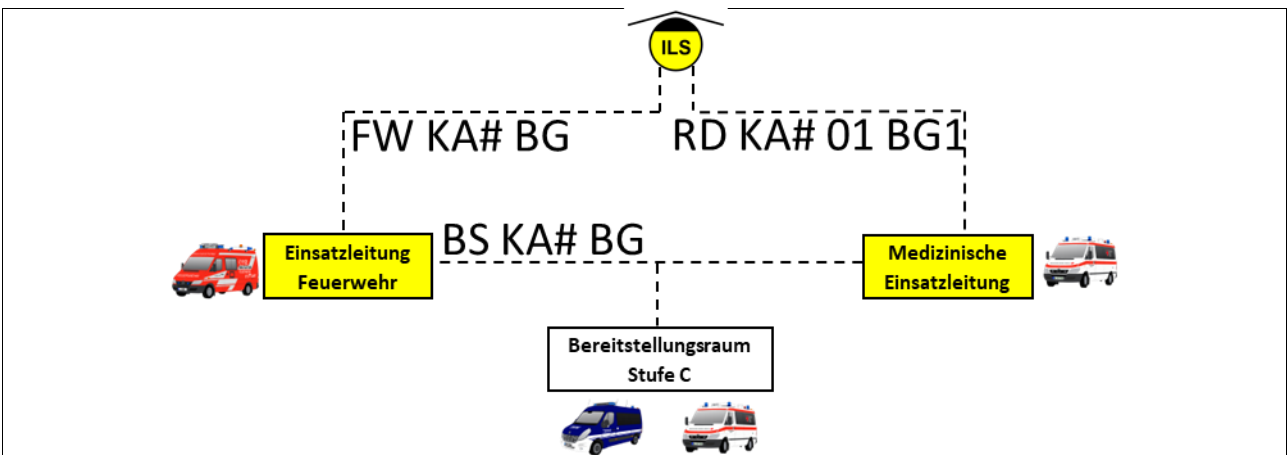 ILS
FW KA# BG
RD KA# 01 BG1
Einsatzleitung
Feuerwehr
BS KA# BG
Medizinische
Einsatzleitung
Bereitstellungsraum
Stufe C